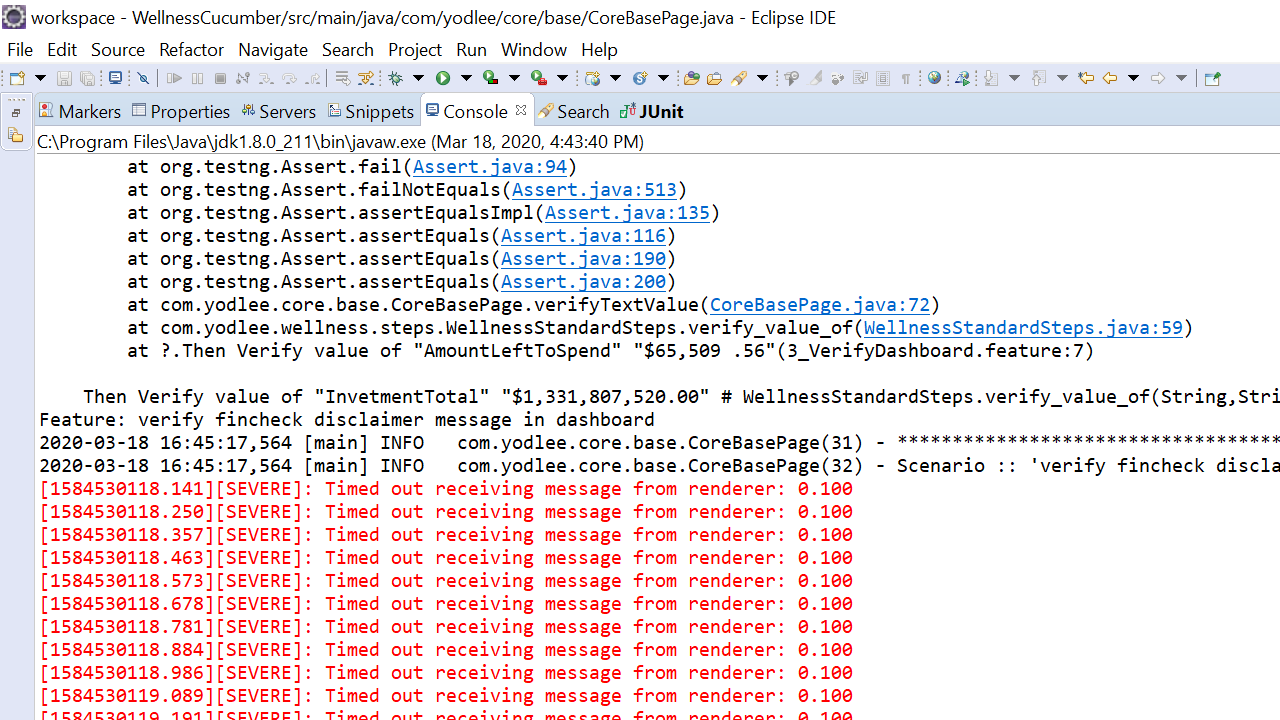 workspace - WellnessCucumber/src/main/java/com/yodlee/core/base/CoreBasePage.java - Eclipse IDE
File Edit Source Refactor Navigate Search Project Run Window Help
Markers Properties Servers Snippets Console Search JUnit
C:\Program Files\Java\jdk1.8.0_211\bin\javaw.exe (Mar 18, 2020, 4:43:40 PM)
at org.testng.Assert.fail(Assert.java:94)
at org.testng.Assert.failNotEquals(Assert.java:513)
at org.testng.Assert.assertEqualsImpl(Assert.java:135)
at org.testng.Assert.assertEquals(Assert.java:116)
at org.testng.Assert.assertEquals(Assert.java:190)
at org.testng.Assert.assertEquals(Assert.java:200)
at com.yodlee.core.base.CoreBasePage.verifyTextValue(CoreBasePage.java:72)
at com.yodlee.wellness.steps.WellnessStandardSteps.verify_value_of(WellnessStandardSteps.java:59)
at ?.Then Verify value of "AmountLeftToSpend" "$65,509 .56"(3_VerifyDashboard.feature:7)
Then Verify value of "InvetmentTotal" "$1,331,807,520.00" # WellnessStandardSteps.verify_value_of(String,Stri
Feature: verify fincheck disclaimer message in dashboard
2020-03-18 16:45:17,564 [main] INFO com.yodlee.core.base.CoreBasePage(31) - ***********************************
2020-03-18 16:45:17,564 [main] INFO com.yodlee.core.base.CoreBasePage(32) - Scenario :: 'verify fincheck discla
[1584530118.141][SEVERE]: Timed out receiving message from renderer: 0.100
[1584530118.250][SEVERE]: Timed out receiving message from renderer: 0.100
[1584530118.357][SEVERE]: Timed out receiving message from renderer: 0.100
[1584530118.463][SEVERE]: Timed out receiving message from renderer: 0.100
[1584530118.573][SEVERE]: Timed out receiving message from renderer: 0.100
[1584530118.678][SEVERE]: Timed out receiving message from renderer: 0.100
[1584530118.781][SEVERE]: Timed out receiving message from renderer: 0.100
[1584530118.884][SEVERE]: Timed out receiving message from renderer: 0.100
[1584530118.986][SEVERE]: Timed out receiving message from renderer: 0.100
[1584530119.089][SEVERE]: Timed out receiving message from renderer: 0.100
[1584530119.191][SEVERE]: Timed out receiving message from renderer: 0.100